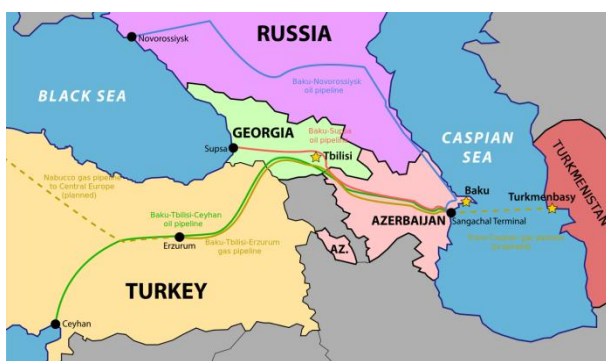 RUSSIA
Novorossiysk
Baku-Novorossiysk
oil pipeline
BLACK SEA
GEORGIA
Baku-Supsa
oil pipeline
Supsa
Tbilisi
CASPIAN
SEA
TURKMENISTAN
Nabucco gas pipeline
to Central Europe
(planned)
Baku
Turkmenbasy
Baku-Tbilisi-Ceyhan
oil pipeline
AZERBAIJAN
Sangachal Terminal
Erzurum
Baku-Tbilisi-Erzurum
gas pipeline
AZ.
gas pipeline
TURKEY
Ceyhan